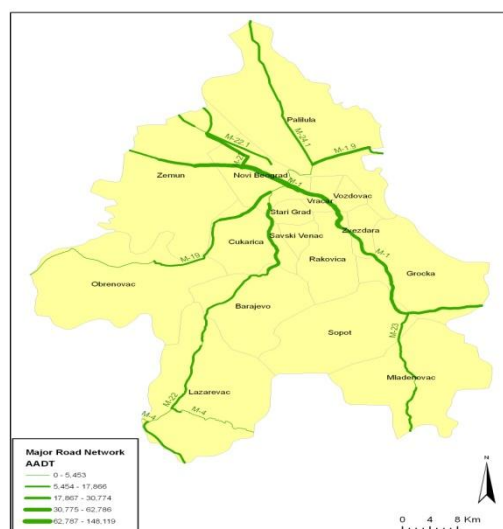 Palilula
M-24.1
M-1.9
M-22.1
Zemun
Novi Beograd
M-1
Vozdovac
Vracar
Stari Grad
Zvezdara
Savski Venac
Cukarica
M-19
Rakovica
M-1
Grocka
Obrenovac
Barajevo
Sopot
M-23
Mladenovac
M-22
Lazarevac
M-4
M-4
Major Road Network
AADT
0 - 5,453
5,454 - 17,866
17,867 - 30,774
30,775 - 62,786
62,787 - 148,119
N
0 4 8 Km